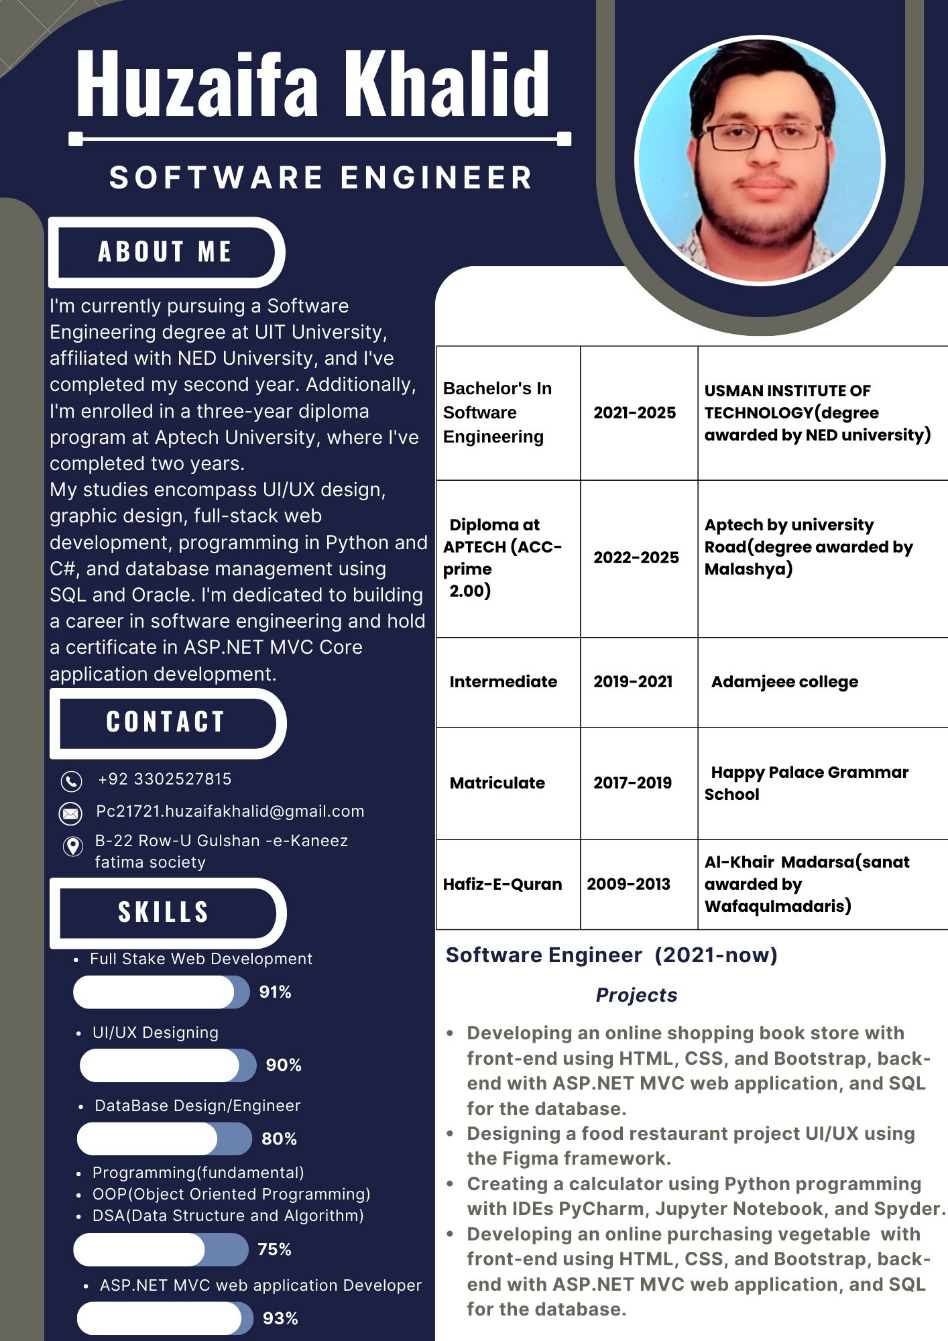 Huzaifa Khalid
SOFTWARE ENGINEER
ABOUT ME
I'm currently pursuing a Software
Engineering degree at UIT University,
affiliated with NED University, and I've
completed my second year. Additionally,
I'm enrolled in a three-year diploma
program at Aptech University, where I've
completed two years.
My studies encompass UI/UX design,
graphic design, full-stack web
development, programming in Python and
C#, and database management using
SQL and Oracle. I'm dedicated to building
a career in software engineering and hold
a certificate in ASP.NET MVC Core
application development.
CONTACT
+92 3302527815
Pc21721.huzaifakhalid@gmail.com
B-22 Row-U Gulshan -e-Kaneez
fatima society
SKILLS
• Full Stake Web Development
91%
• UI/UX Designing
90%
• DataBase Design/Engineer
80%
• Programming(fundamental)
• OOP(Object Oriented Programming)
• DSA(Data Structure and Algorithm)
75%
• ASP.NET MVC web application Developer
93%
Bachelor's In
Software
Engineering
2021-2025
USMAN INSTITUTE OF
TECHNOLOGY(degree
awarded by NED university)
Diploma at
APTECH (ACC-
prime
2.00)
2022-2025
Aptech by university
Road(degree awarded by
Malashya)
Intermediate
2019-2021
Adamjeee college
Matriculate
2017-2019
Happy Palace Grammar
School
Hafiz-E-Quran
2009-2013
Al-Khair Madarsa(sanat
awarded by
Wafaqulmadaris)
Software Engineer (2021-now)
Projects
• Developing an online shopping book store with
front-end using HTML, CSS, and Bootstrap, back-
end with ASP.NET MVC web application, and SQL
for the database.
• Designing a food restaurant project UI/UX using
the Figma framework.
• Creating a calculator using Python programming
with IDEs PyCharm, Jupyter Notebook, and Spyder.
• Developing an online purchasing vegetable with
front-end using HTML, CSS, and Bootstrap, back-
end with ASP.NET MVC web application, and SQL
for the database.